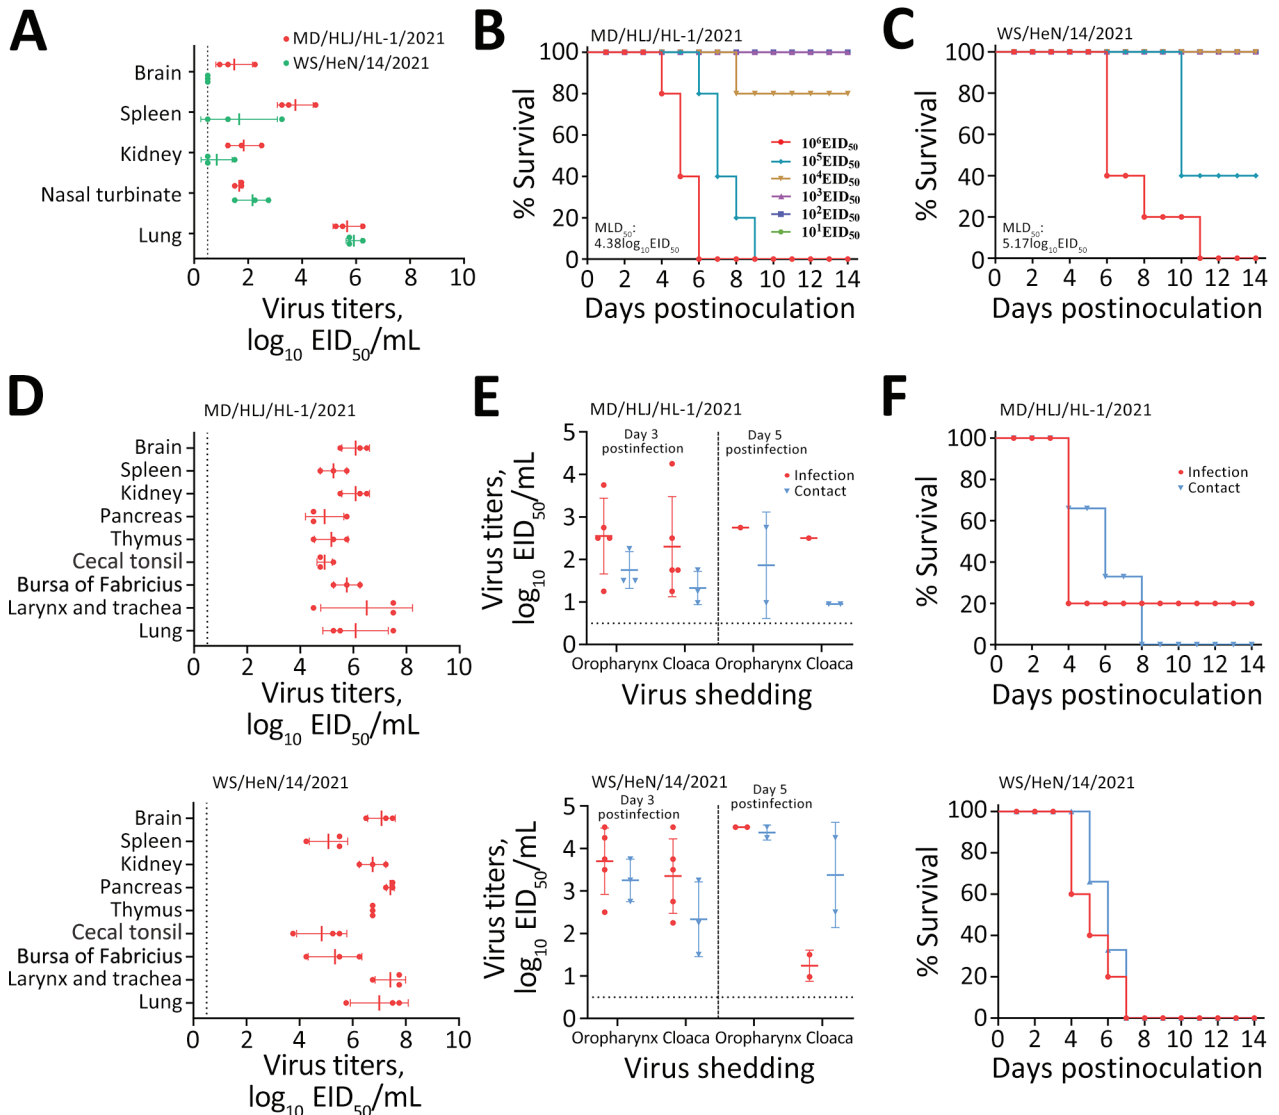 A
MD/HLJ/HL-1/2021
WS/HeN/14/2021
Brain
Spleen
Kidney
Nasal turbinate
Lung
0 2 4 6 8 10
Virus titers,
log10 EID50/mL
B
MD/HLJ/HL-1/2021
% Survival
100
80
60
40
20
0
10⁶EID50
10⁵EID50
10⁴EID50
10³EID50
10²EID50
10¹EID50
MLD50:
4.38log10EID50
0 2 4 6 8 10 12 14
Days postinoculation
C
WS/HeN/14/2021
% Survival
100
80
60
40
20
0
MLD50:
5.17log10EID50
0 2 4 6 8 10 12 14
Days postinoculation
D
MD/HLJ/HL-1/2021
Brain
Spleen
Kidney
Pancreas
Thymus
Cecal tonsil
Bursa of Fabricius
Larynx and trachea
Lung
0 2 4 6 8 10
Virus titers,
log10 EID50/mL
WS/HeN/14/2021
Brain
Spleen
Kidney
Pancreas
Thymus
Cecal tonsil
Bursa of Fabricius
Larynx and trachea
Lung
0 2 4 6 8 10
Virus titers,
log10 EID50/mL
E
MD/HLJ/HL-1/2021
Virus titers,
log10 EID50/mL
5
4
3
2
1
0
Day 3
postinfection
Day 5
postinfection
Infection
Contact
Oropharynx Cloaca Oropharynx Cloaca
Virus shedding
WS/HeN/14/2021
Virus titers,
log10 EID50/mL
5
4
3
2
1
0
Day 3
postinfection
Day 5
postinfection
Oropharynx Cloaca Oropharynx Cloaca
Virus shedding
F
MD/HLJ/HL-1/2021
% Survival
100
80
60
40
20
0
Infection
Contact
0 2 4 6 8 10 12 14
Days postinoculation
WS/HeN/14/2021
% Survival
100
80
60
40
20
0
0 2 4 6 8 10 12 14
Days postinoculation